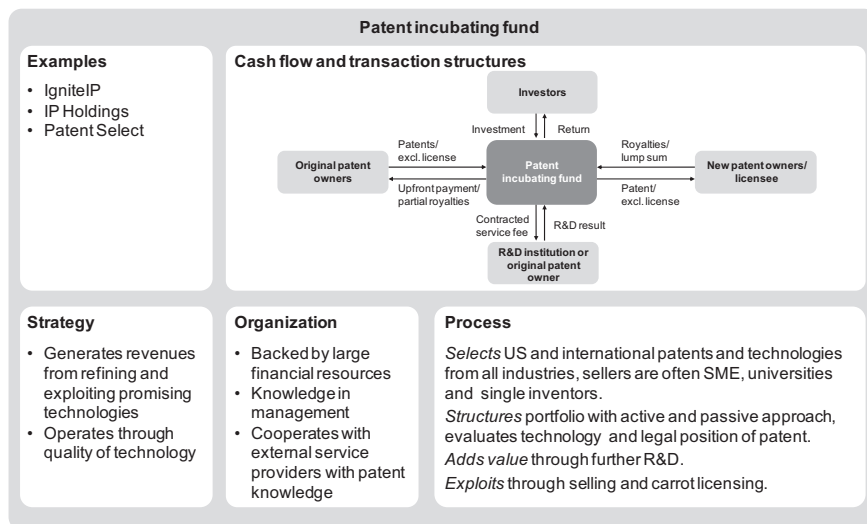 Patent incubating fund
Examples
• IgniteIP
• IP Holdings
• Patent Select
Cash flow and transaction structures
Investors
Investment
Return
Patents/
excl. license
Royalties/
lump sum
Original patent
owners
Patent
incubating fund
New patent owners/
licensee
Upfront payment/
partial royalties
Patent/
excl. license
Contracted
service fee
R&D result
R&D institution or
original patent
owner
Strategy
• Generates revenues
from refining and
exploiting promising
technologies
• Operates through
quality of technology
Organization
• Backed by large
financial resources
• Knowledge in
management
• Cooperates with
external service
providers with patent
knowledge
Process
Selects US and international patents and technologies
from all industries, sellers are often SME, universities
and single inventors.
Structures portfolio with active and passive approach,
evaluates technology and legal position of patent.
Adds value through further R&D.
Exploits through selling and carrot licensing.